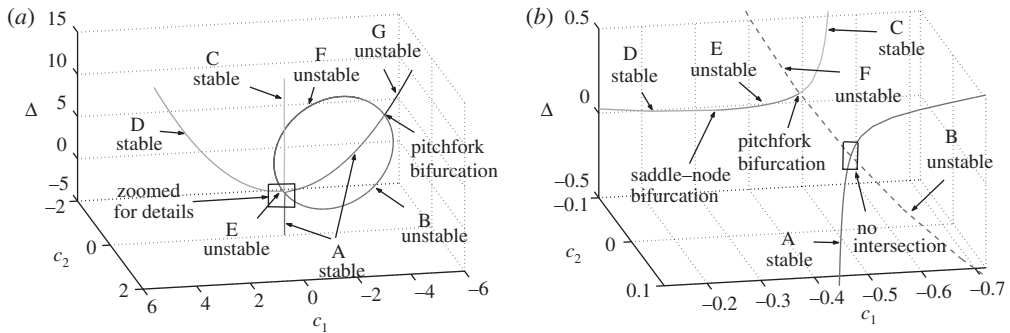 (a)
15
10
5
0
−5
−2
0
2
Δ
c2
6
4
2
0
−2
−4
−6
c1
C
stable
F
unstable
G
unstable
D
stable
pitchfork
bifurcation
zoomed
for details
E
unstable
A
stable
B
unstable
(b)
0.5
0
−0.5
−0.1
0
0.1
Δ
c2
−0.2
−0.3
−0.4
−0.5
−0.6
−0.7
c1
D
stable
E
unstable
C
stable
F
unstable
pitchfork
bifurcation
saddle–node
bifurcation
B
unstable
no
intersection
A
stable